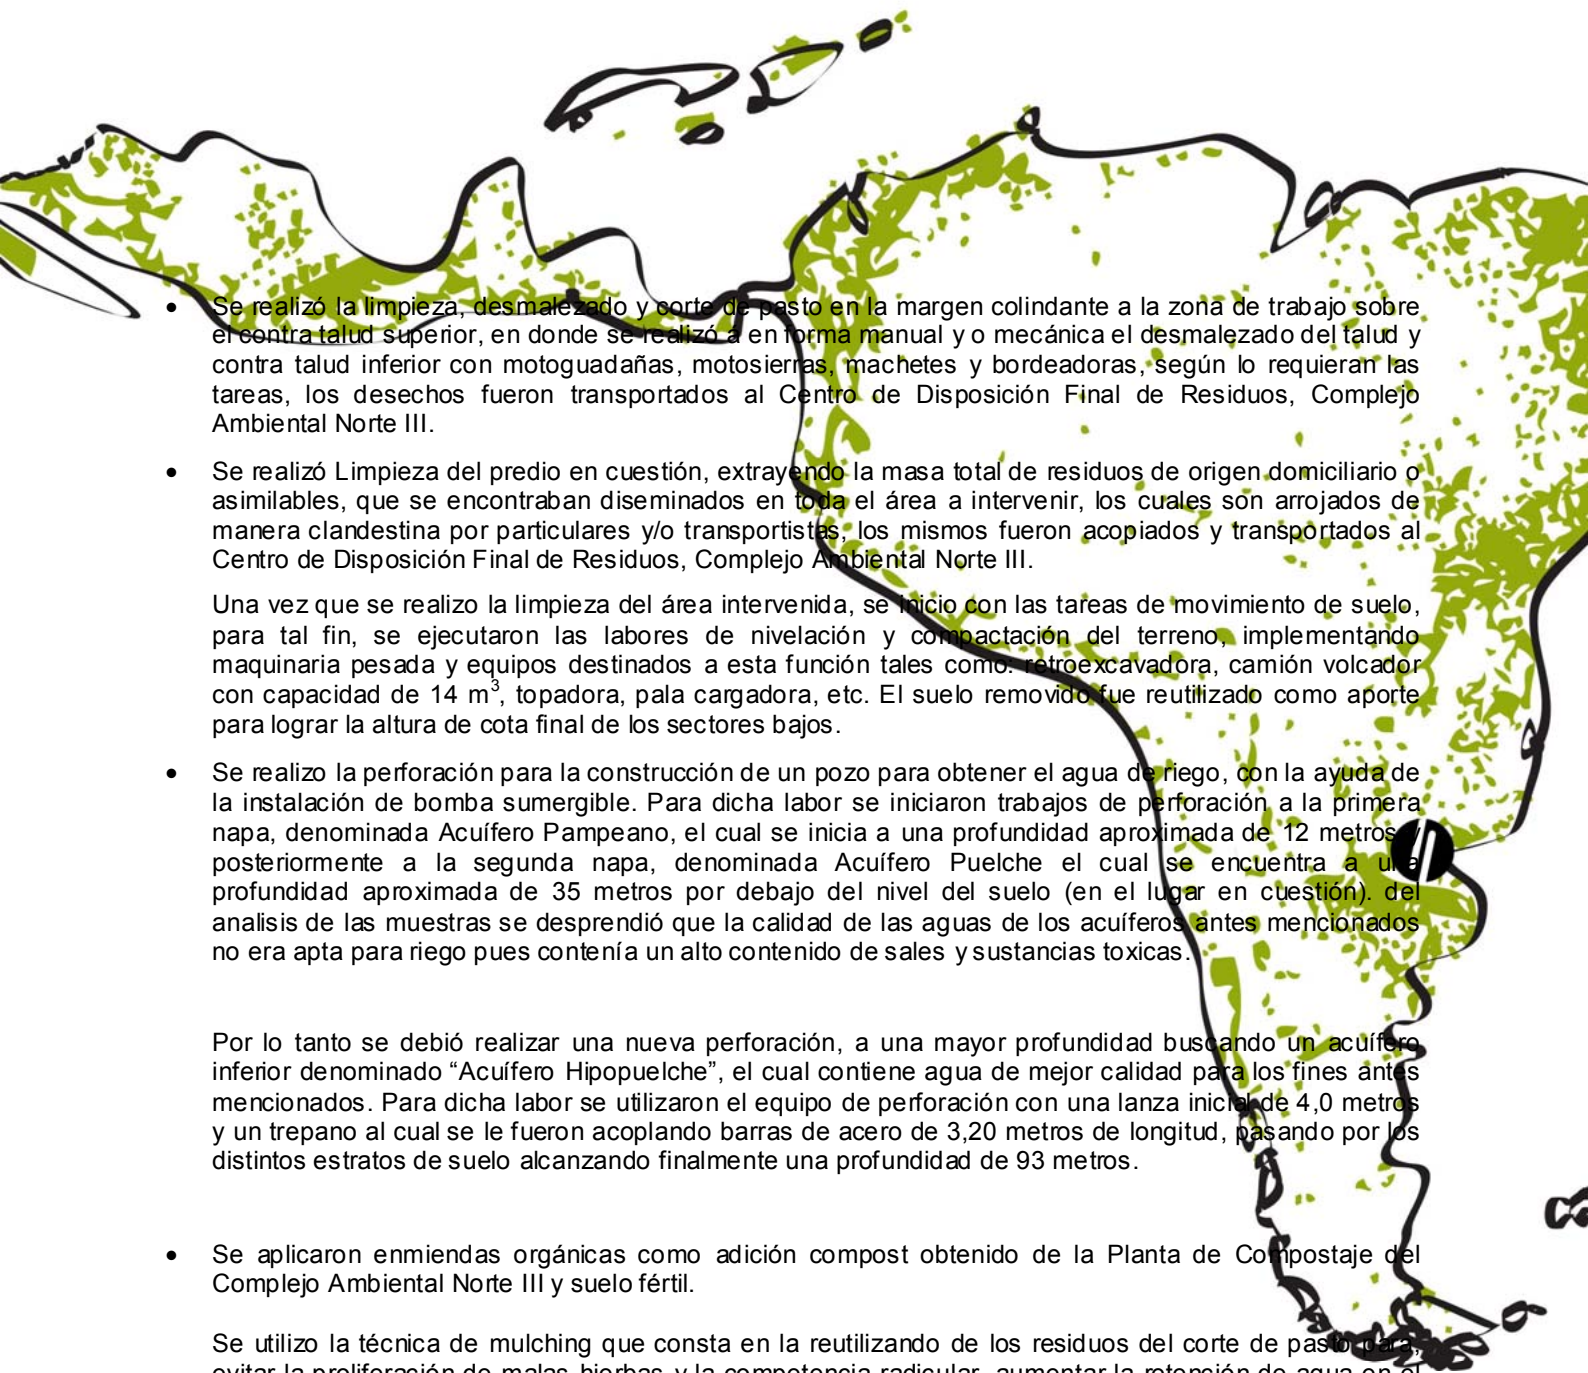 • Se realizó la limpieza, desmalezado y corte de pasto en la margen colindante a la zona de trabajo sobre
el contra talud superior, en donde se realizó á en forma manual y o mecánica el desmalezado del talud y
contra talud inferior con motoguadañas, motosierras, machetes y bordeadoras, según lo requieran las
tareas, los desechos fueron transportados al Centro de Disposición Final de Residuos, Complejo
Ambiental Norte III.
• Se realizó Limpieza del predio en cuestión, extrayendo la masa total de residuos de origen domiciliario o
asimilables, que se encontraban diseminados en toda el área a intervenir, los cuales son arrojados de
manera clandestina por particulares y/o transportistas, los mismos fueron acopiados y transportados al
Centro de Disposición Final de Residuos, Complejo Ambiental Norte III.
Una vez que se realizo la limpieza del área intervenida, se inicio con las tareas de movimiento de suelo,
para tal fin, se ejecutaron las labores de nivelación y compactación del terreno, implementando
maquinaria pesada y equipos destinados a esta función tales como: retroexcavadora, camión volcador
con capacidad de 14 m³, topadora, pala cargadora, etc. El suelo removido fue reutilizado como aporte
para lograr la altura de cota final de los sectores bajos.
• Se realizo la perforación para la construcción de un pozo para obtener el agua de riego, con la ayuda de
la instalación de bomba sumergible. Para dicha labor se iniciaron trabajos de perforación a la primera
napa, denominada Acuífero Pampeano, el cual se inicia a una profundidad aproximada de 12 metros y
posteriormente a la segunda napa, denominada Acuífero Puelche el cual se encuentra a una
profundidad aproximada de 35 metros por debajo del nivel del suelo (en el lugar en cuestión). del
analisis de las muestras se desprendió que la calidad de las aguas de los acuíferos antes mencionados
no era apta para riego pues contenía un alto contenido de sales y sustancias toxicas.
Por lo tanto se debió realizar una nueva perforación, a una mayor profundidad buscando un acuífero
inferior denominado “Acuífero Hipopuelche”, el cual contiene agua de mejor calidad para los fines antes
mencionados. Para dicha labor se utilizaron el equipo de perforación con una lanza inicial de 4,0 metros
y un trepano al cual se le fueron acoplando barras de acero de 3,20 metros de longitud, pasando por los
distintos estratos de suelo alcanzando finalmente una profundidad de 93 metros.
• Se aplicaron enmiendas orgánicas como adición compost obtenido de la Planta de Compostaje del
Complejo Ambiental Norte III y suelo fértil.
Se utilizo la técnica de mulching que consta en la reutilizando de los residuos del corte de pasto para,
evitar la proliferación de malas hierbas y la competencia radicular, aumentar la retención de agua en el